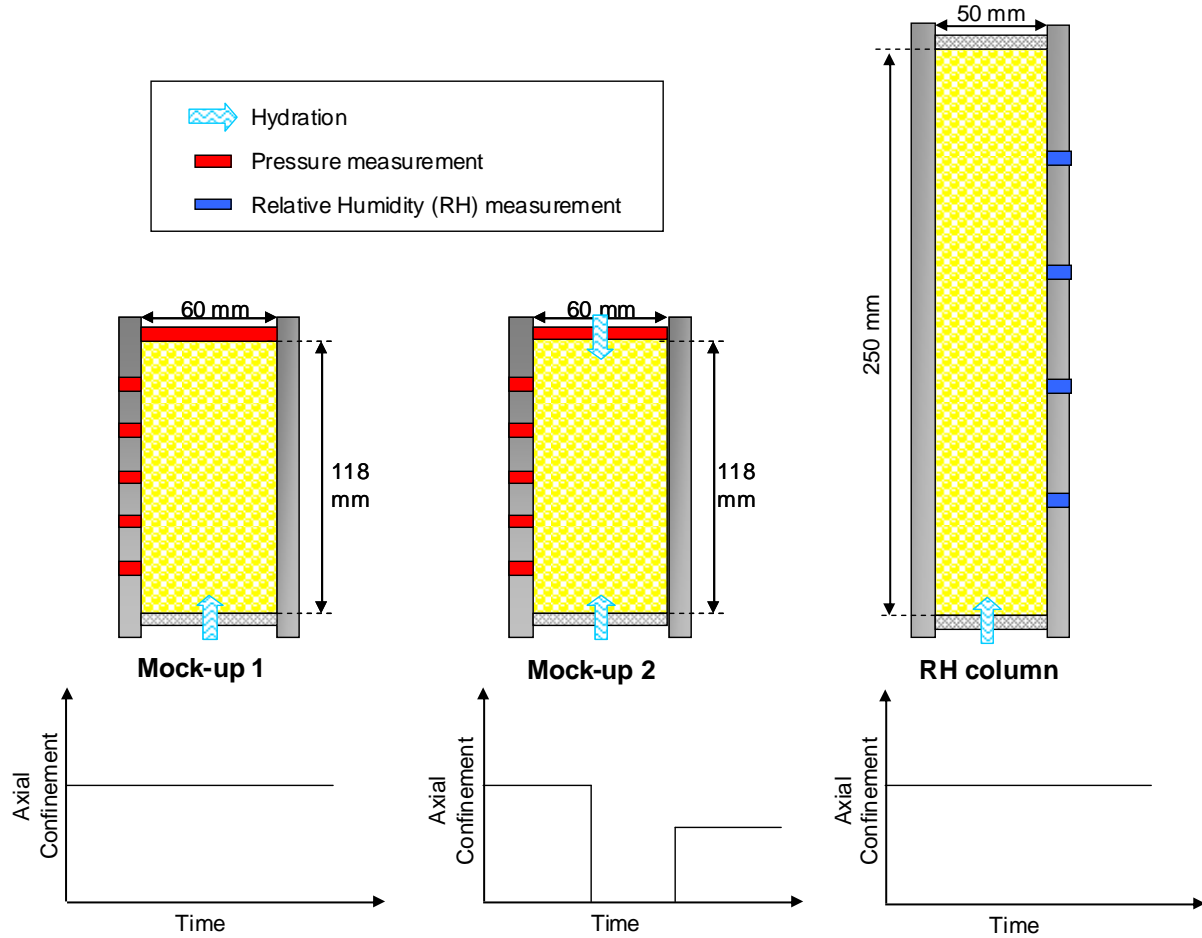 50 mm
Hydration
Pressure measurement
Relative Humidity (RH) measurement
250 mm
60 mm
118
mm
60 mm
118
mm
Mock-up 1
Mock-up 2
RH column
Axial
Confinement
Time
Axial
Confinement
Time
Axial
Confinement
Time